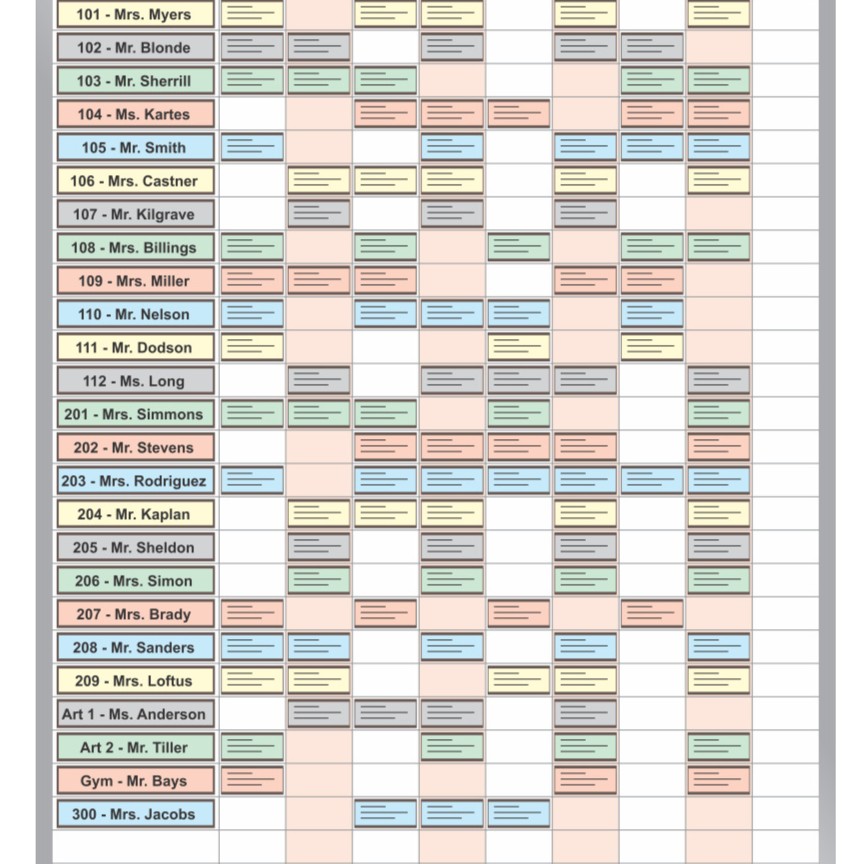 101 - Mrs. Myers
102 - Mr. Blonde
103 - Mr. Sherrill
104 - Ms. Kartes
105 - Mr. Smith
106 - Mrs. Castner
107 - Mr. Kilgrave
108 - Mrs. Billings
109 - Mrs. Miller
110 - Mr. Nelson
111 - Mr. Dodson
112 - Ms. Long
201 - Mrs. Simmons
202 - Mr. Stevens
203 - Mrs. Rodriguez
204 - Mr. Kaplan
205 - Mr. Sheldon
206 - Mrs. Simon
207 - Mrs. Brady
208 - Mr. Sanders
209 - Mrs. Loftus
Art 1 - Ms. Anderson
Art 2 - Mr. Tiller
Gym - Mr. Bays
300 - Mrs. Jacobs